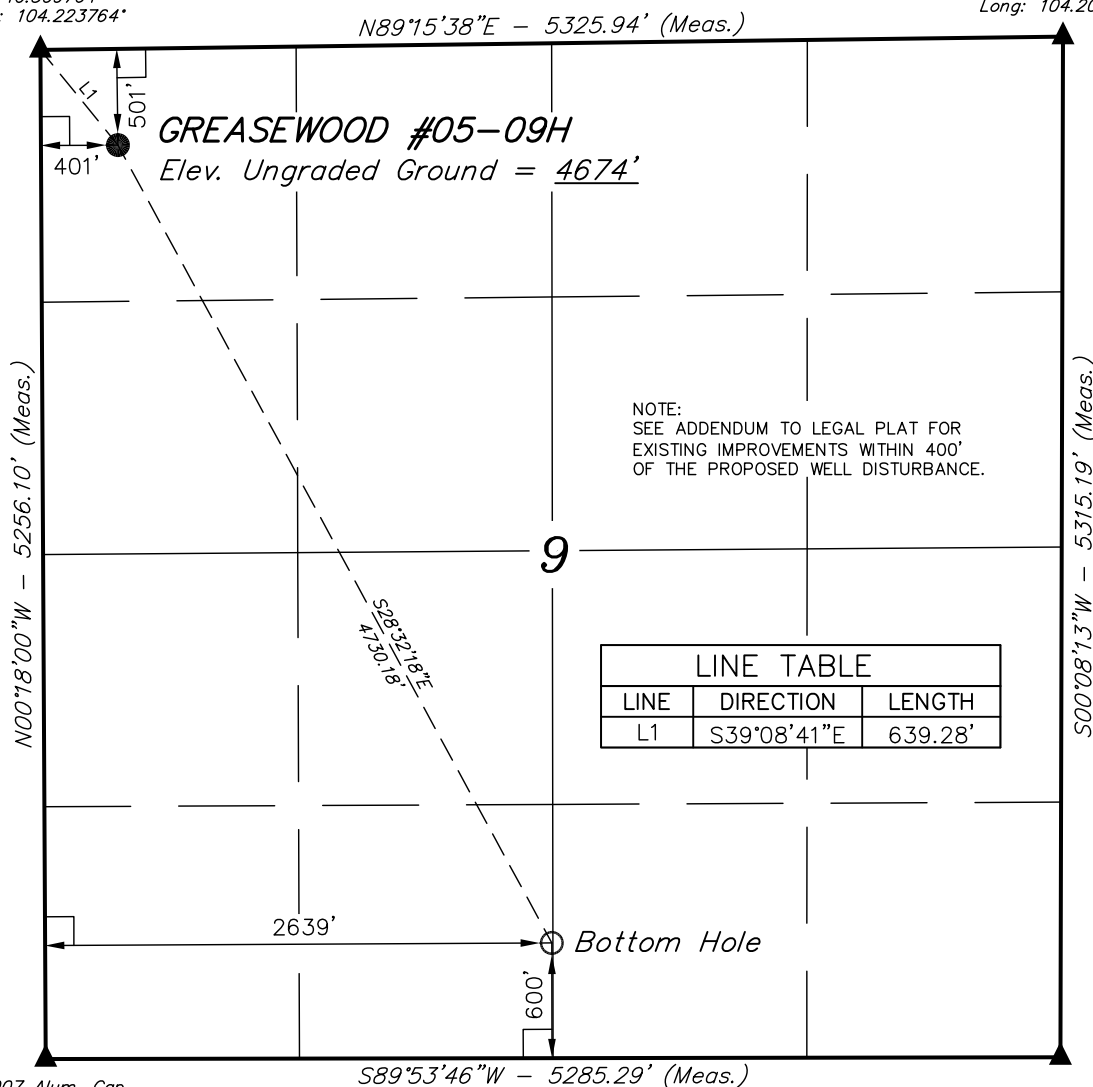 : 104.223764°
Long: 104.20
N89°15'38"E - 5325.94' (Meas.)
L1
501'
401'
GREASEWOOD #05-09H
Elev. Ungraded Ground = 4674'
N00°18'00"W - 5256.10' (Meas.)
S00°08'13"W - 5315.19' (Meas.)
NOTE:
SEE ADDENDUM TO LEGAL PLAT FOR
EXISTING IMPROVEMENTS WITHIN 400'
OF THE PROPOSED WELL DISTURBANCE.
9
S28°32'18"E
4730.18'
LINE TABLE
LINE DIRECTION LENGTH
L1 S39°08'41"E 639.28'
2639'
Bottom Hole
600'
S89°53'46"W - 5285.29' (Meas.)